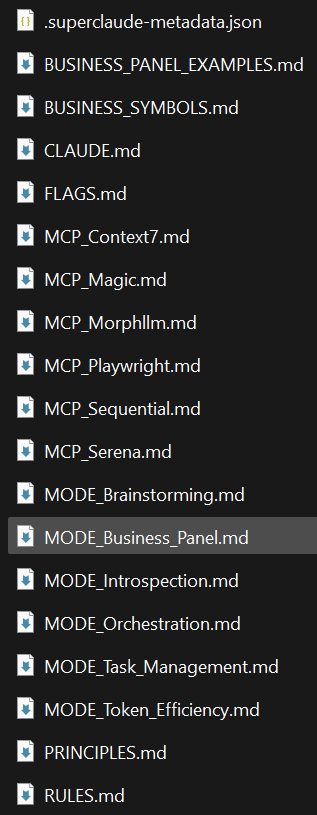 .superclaude-metadata.json
BUSINESS_PANEL_EXAMPLES.md
BUSINESS_SYMBOLS.md
CLAUDE.md
FLAGS.md
MCP_Context7.md
MCP_Magic.md
MCP_Morphllm.md
MCP_Playwright.md
MCP_Sequential.md
MCP_Serena.md
MODE_Brainstorming.md
MODE_Business_Panel.md
MODE_Introspection.md
MODE_Orchestration.md
MODE_Task_Management.md
MODE_Token_Efficiency.md
PRINCIPLES.md
RULES.md